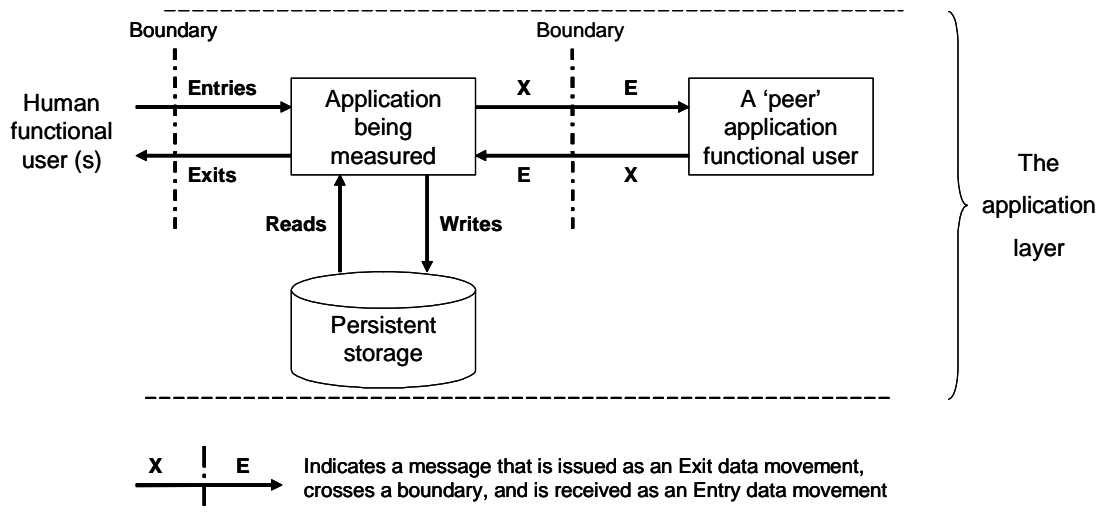 Boundary
Boundary
Human
functional
user (s)
Entries
Exits
Application
being
measured
X
E
E
X
A ‘peer’
application
functional user
The
application
layer
Reads
Writes
Persistent
storage
X
E
Indicates a message that is issued as an Exit data movement,
crosses a boundary, and is received as an Entry data movement